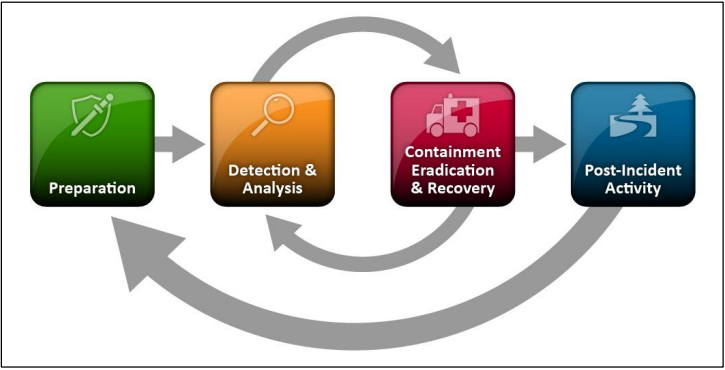 Preparation
Detection &
Analysis
Containment
Eradication
& Recovery
Post-Incident
Activity